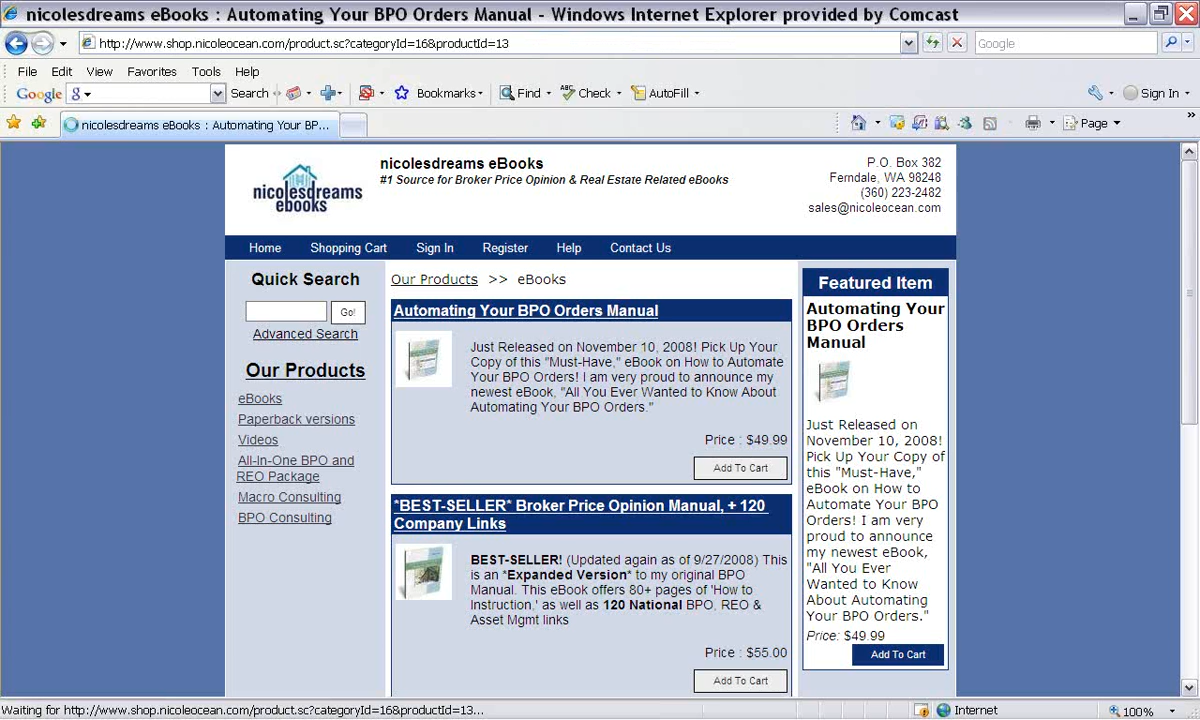 nicolesdreams eBooks : Automating Your BPO Orders Manual - Windows Internet Explorer provided by Comcast
http://www.shop.nicoleocean.com/product.sc?categoryId=16&productId=13
Google
File Edit View Favorites Tools Help
Google
Search
Bookmarks
Find
Check
AutoFill
Sign In
nicolesdreams eBooks : Automating Your BP...
Page
nicolesdreams
ebooks
nicolesdreams eBooks
#1 Source for Broker Price Opinion & Real Estate Related eBooks
P.O. Box 382
Ferndale, WA 98248
(360) 223-2482
sales@nicoleocean.com
Home Shopping Cart Sign In Register Help Contact Us
Quick Search
Go!
Advanced Search
Our Products
eBooks
Paperback versions
Videos
All-In-One BPO and
REO Package
Macro Consulting
BPO Consulting
Our Products >> eBooks
Automating Your BPO Orders Manual
Just Released on November 10, 2008! Pick Up Your
Copy of this "Must-Have," eBook on How to Automate
Your BPO Orders! I am very proud to announce my
newest eBook, "All You Ever Wanted to Know About
Automating Your BPO Orders."
Price : $49.99
Add To Cart
*BEST-SELLER* Broker Price Opinion Manual, + 120
Company Links
BEST-SELLER! (Updated again as of 9/27/2008) This
is an *Expanded Version* to my original BPO
Manual. This eBook offers 80+ pages of 'How to
Instruction,' as well as 120 National BPO, REO &
Asset Mgmt links
Price : $55.00
Add To Cart
Featured Item
Automating Your
BPO Orders
Manual
Just Released on
November 10, 2008!
Pick Up Your Copy of
this "Must-Have,"
eBook on How to
Automate Your BPO
Orders! I am very
proud to announce
my newest eBook,
"All You Ever
Wanted to Know
About Automating
Your BPO Orders."
Price: $49.99
Add To Cart
Waiting for http://www.shop.nicoleocean.com/product.sc?categoryId=16&productId=13...
Internet
100%